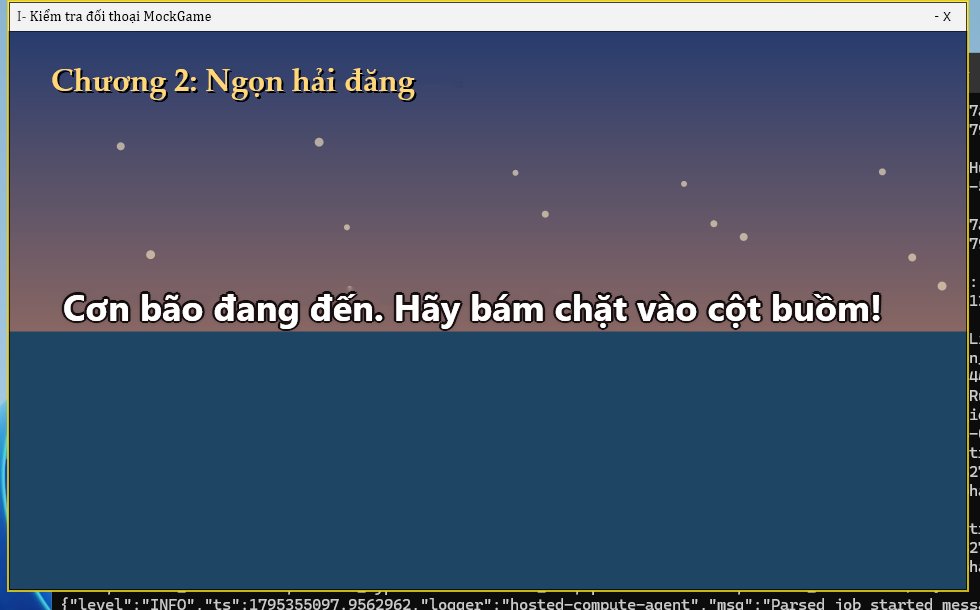 I- Kiểm tra đối thoại MockGame - X
Chương 2: Ngọn hải đăng
Cơn bão đang đến. Hãy bám chặt vào cột buồm!
{"level":"INFO","ts":1795355097.9562962,"logger":"hosted-compute-agent","msg":"Parsed job started